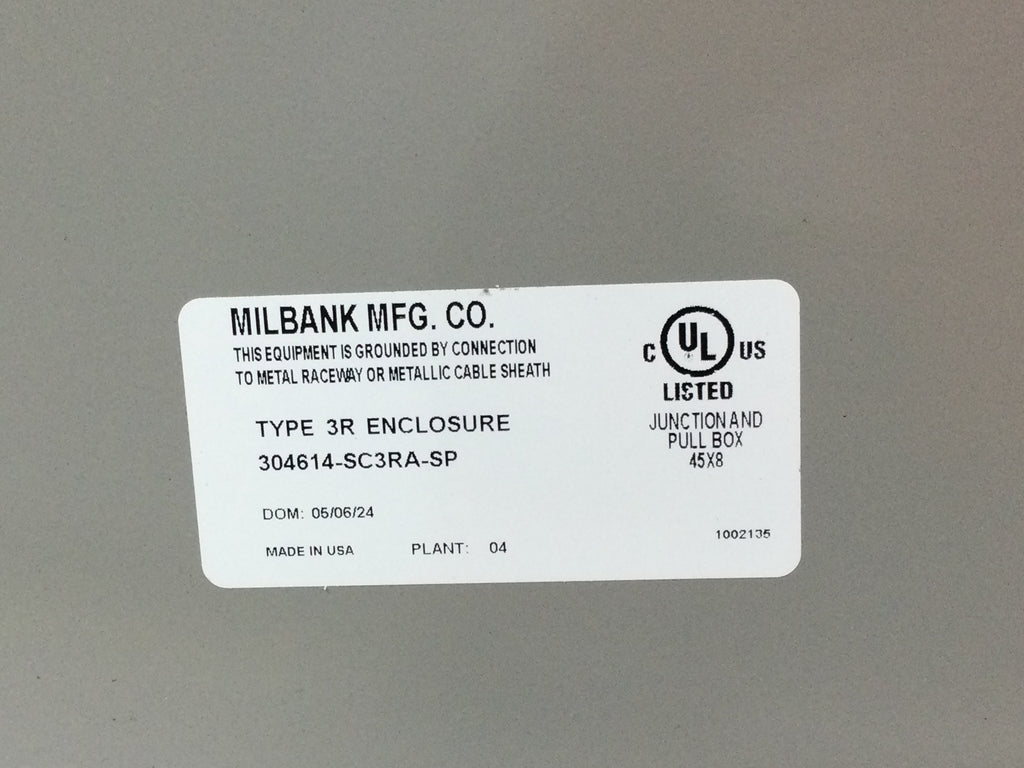 MILBANK MFG. CO.
THIS EQUIPMENT IS GROUNDED BY CONNECTION
TO METAL RACEWAY OR METALLIC CABLE SHEATH
TYPE 3R ENCLOSURE
304614-SC3RA-SP
DOM: 05/06/24
MADE IN USA PLANT: 04
C UL US
LISTED
JUNCTION AND
PULL BOX
45X8
1002135